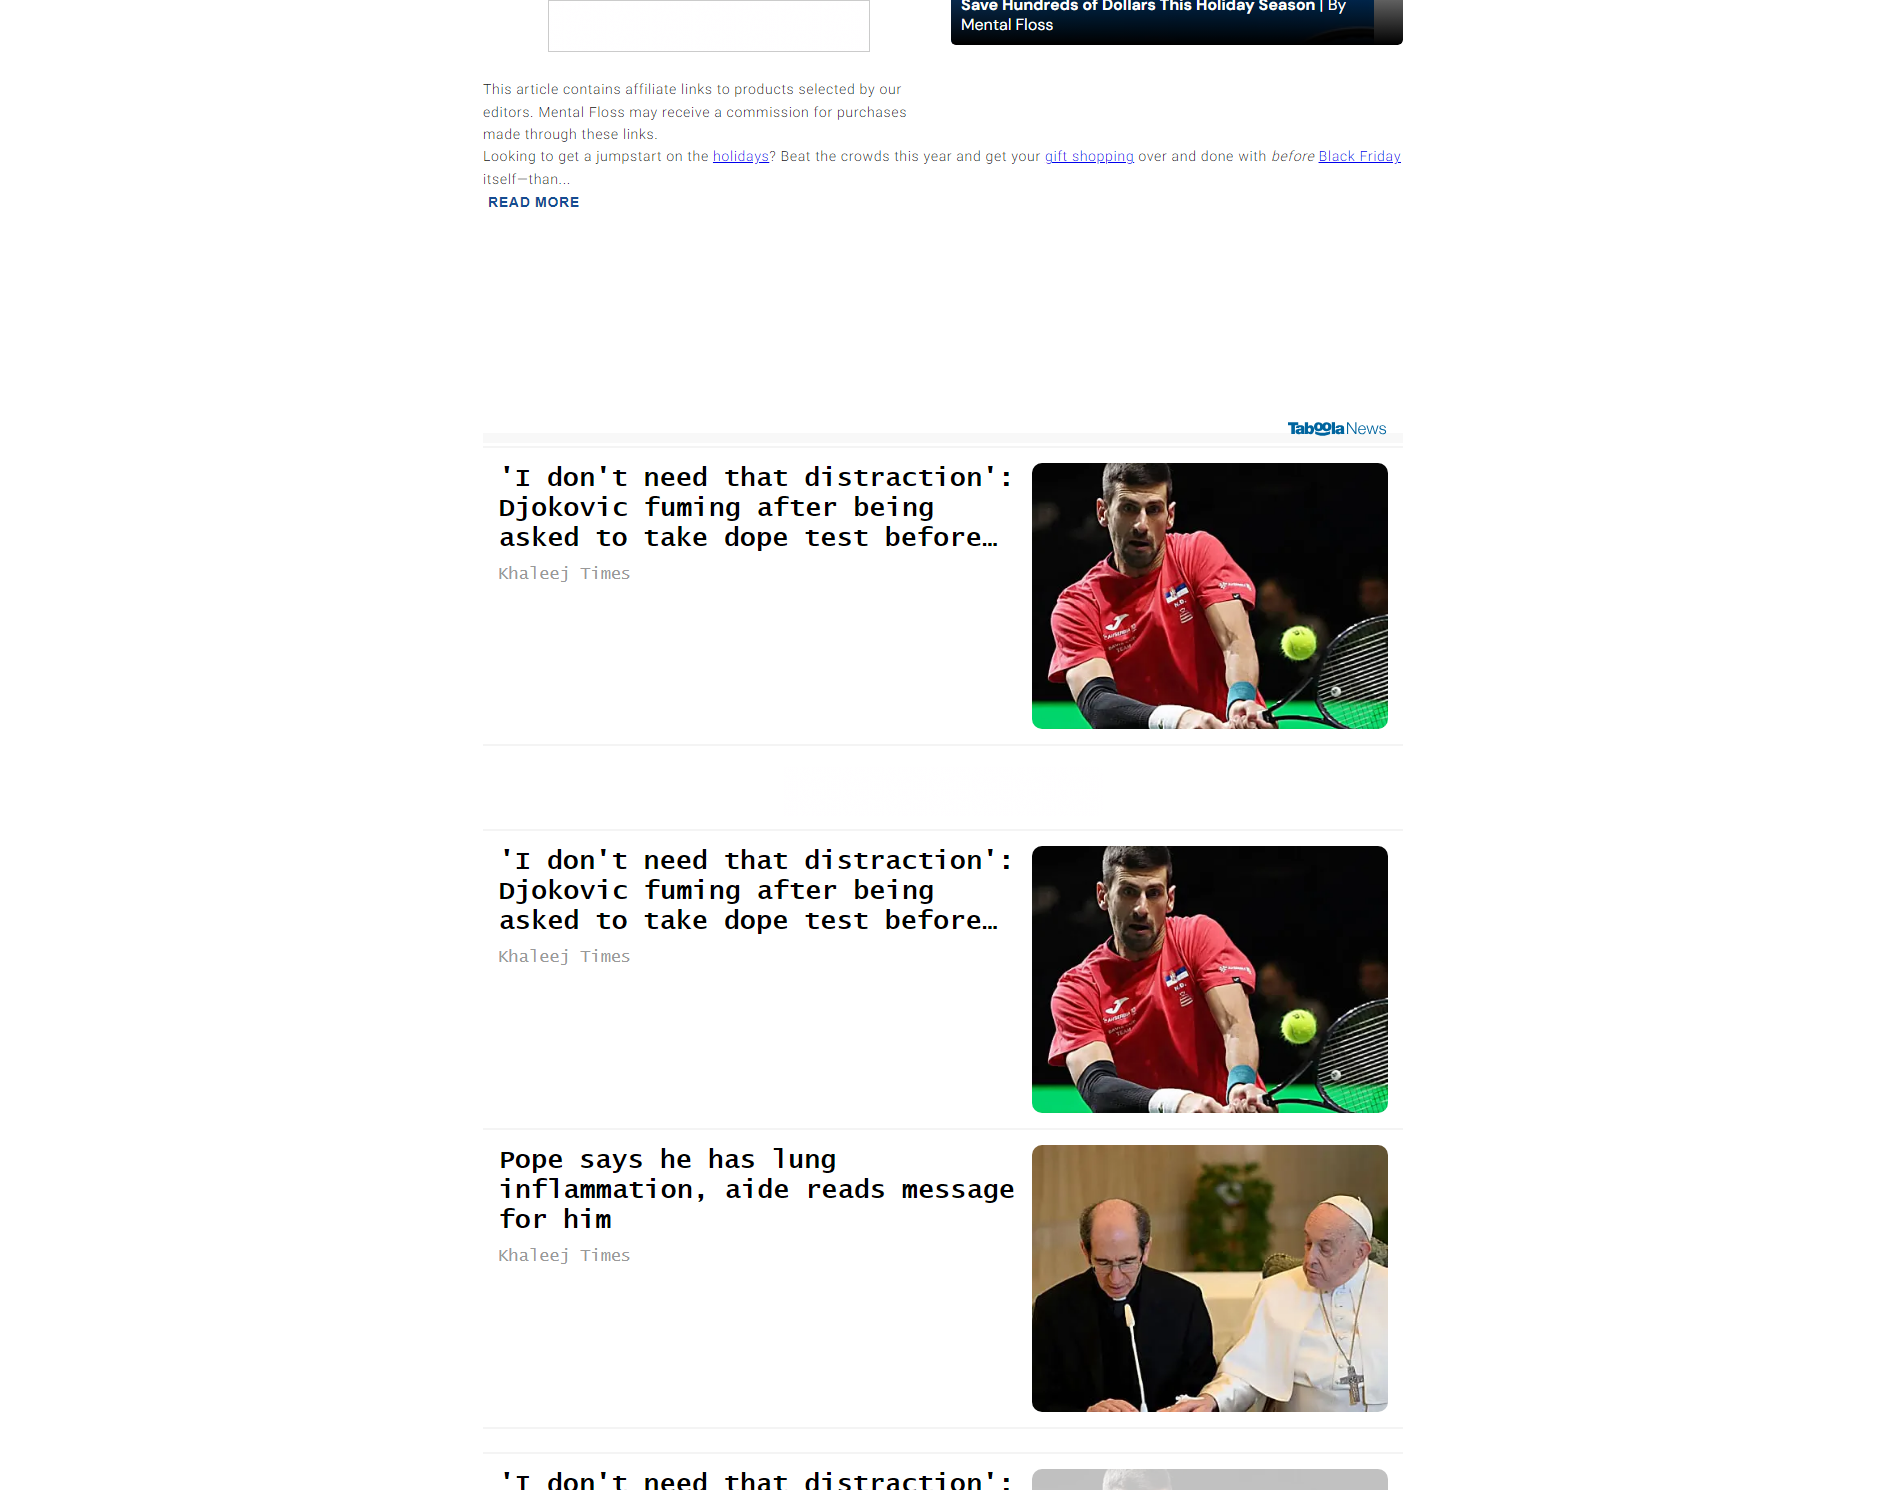 Save Hundreds of Dollars This Holiday Season | By
Mental Floss
This article contains affiliate links to products selected by our
editors. Mental Floss may receive a commission for purchases
made through these links.
Looking to get a jumpstart on the holidays? Beat the crowds this year and get your gift shopping over and done with before Black Friday
itself—than...
READ MORE
Taboola News
'I don't need that distraction':
Djokovic fuming after being
asked to take dope test before…
Khaleej Times
'I don't need that distraction':
Djokovic fuming after being
asked to take dope test before…
Khaleej Times
Pope says he has lung
inflammation, aide reads message
for him
Khaleej Times
'I don't need that distraction':